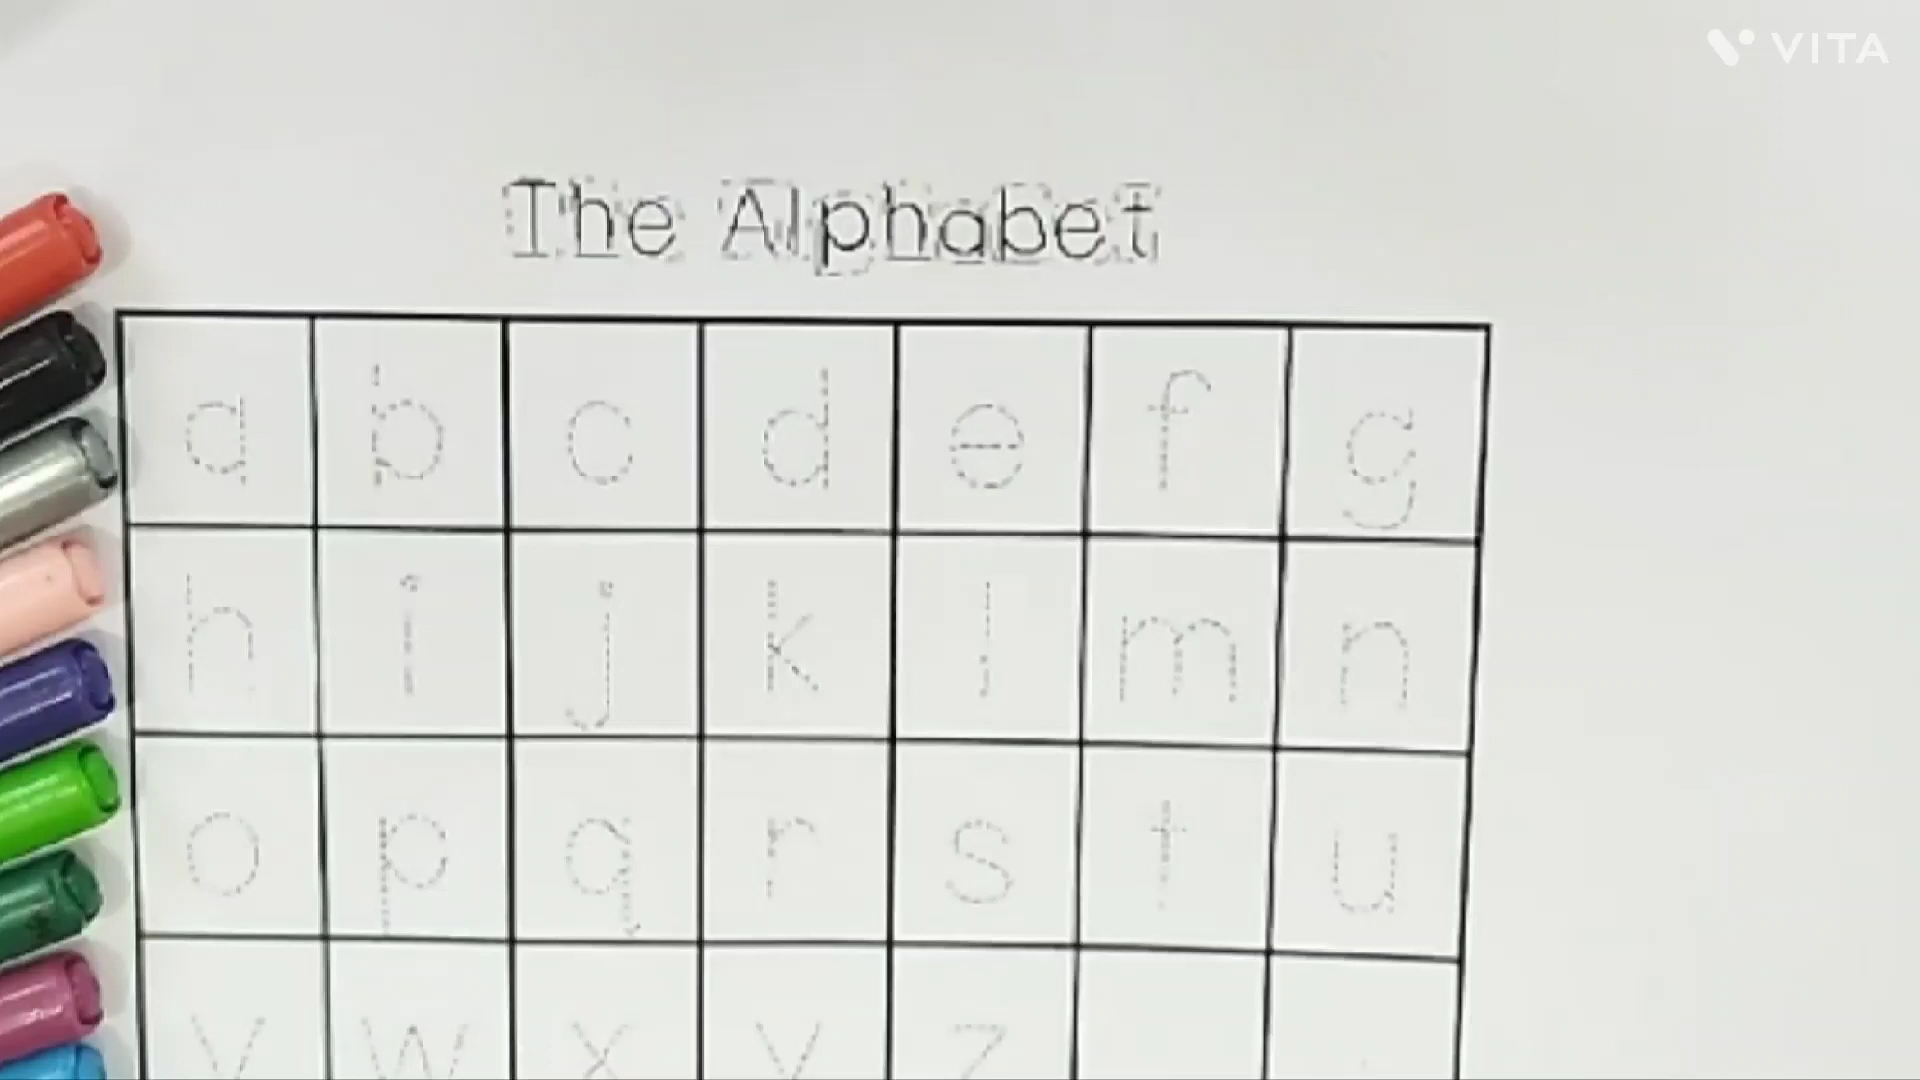 VITA
The Alphabet
a b c d e f g
h i j k l m n
o p q r s t u
v w x y z